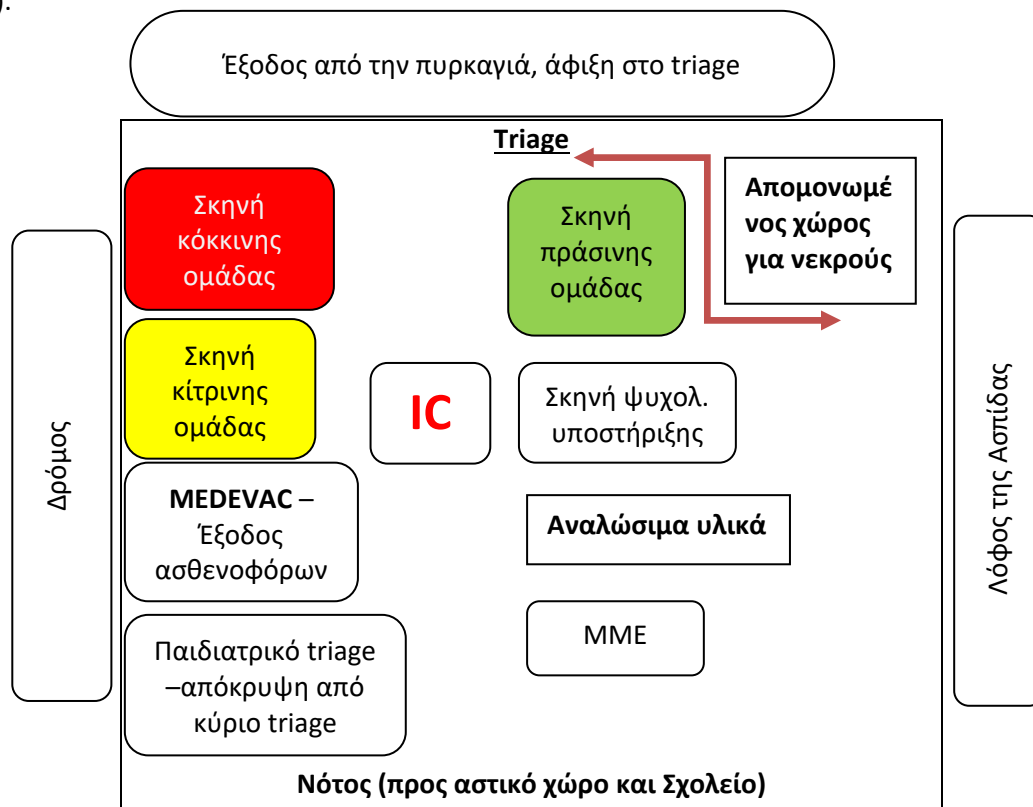 ).
Έξοδος από την πυρκαγιά, άφιξη στο triage
Triage
Σκηνή
κόκκινης
ομάδας
Σκηνή
πράσινης
ομάδας
Απομονωμέ
νος χώρος
για νεκρούς
Δρόμος
Σκηνή
κίτρινης
ομάδας
IC
Σκηνή ψυχολ.
υποστήριξης
Λόφος της Ασπίδας
MEDEVAC –
Έξοδος
ασθενοφόρων
Αναλώσιμα υλικά
Παιδιατρικό triage
–απόκρυψη από
κύριο triage
ΜΜΕ
Νότος (προς αστικό χώρο και Σχολείο)